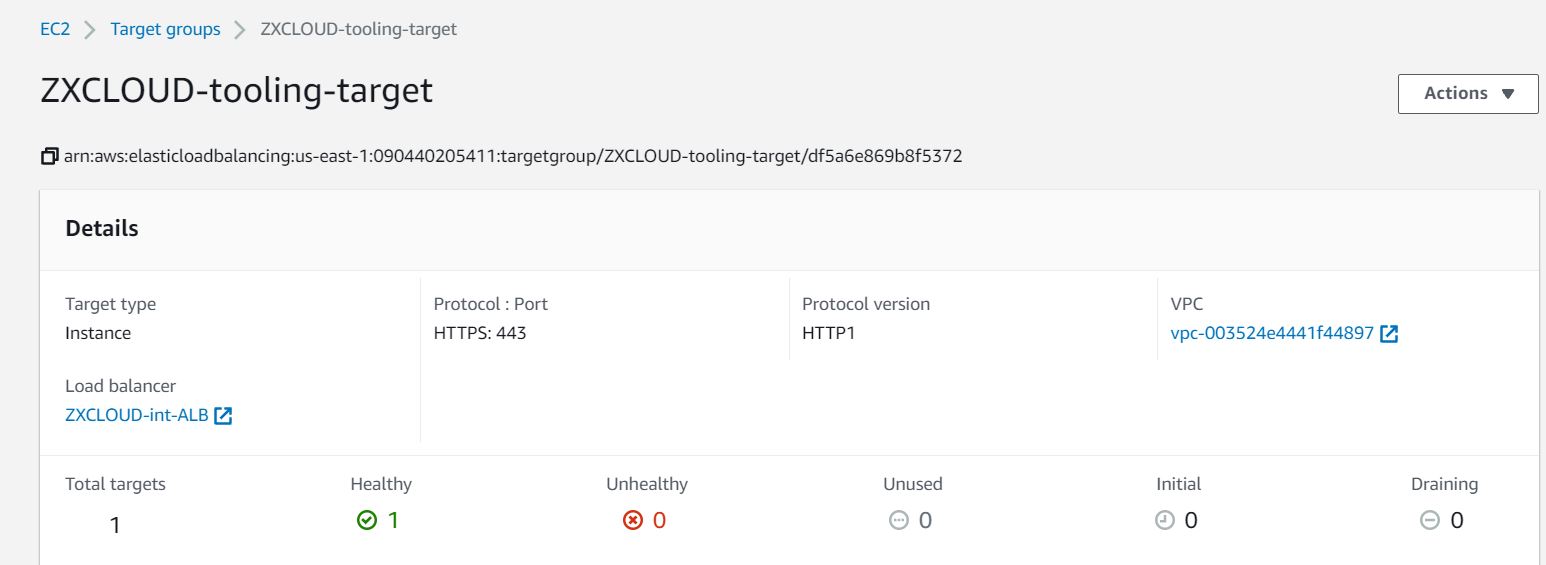 EC2 Target groups ZXCLOUD-tooling-target
ZXCLOUD-tooling-target
Actions
arn:aws:elasticloadbalancing:us-east-1:090440205411:targetgroup/ZXCLOUD-tooling-target/df5a6e869b8f5372
Details
Target type Protocol : Port Protocol version VPC
Instance HTTPS: 443 HTTP1 vpc-003524e4441f44897
Load balancer
ZXCLOUD-int-ALB
Total targets Healthy Unhealthy Unused Initial Draining
1 1 0 0 0 0